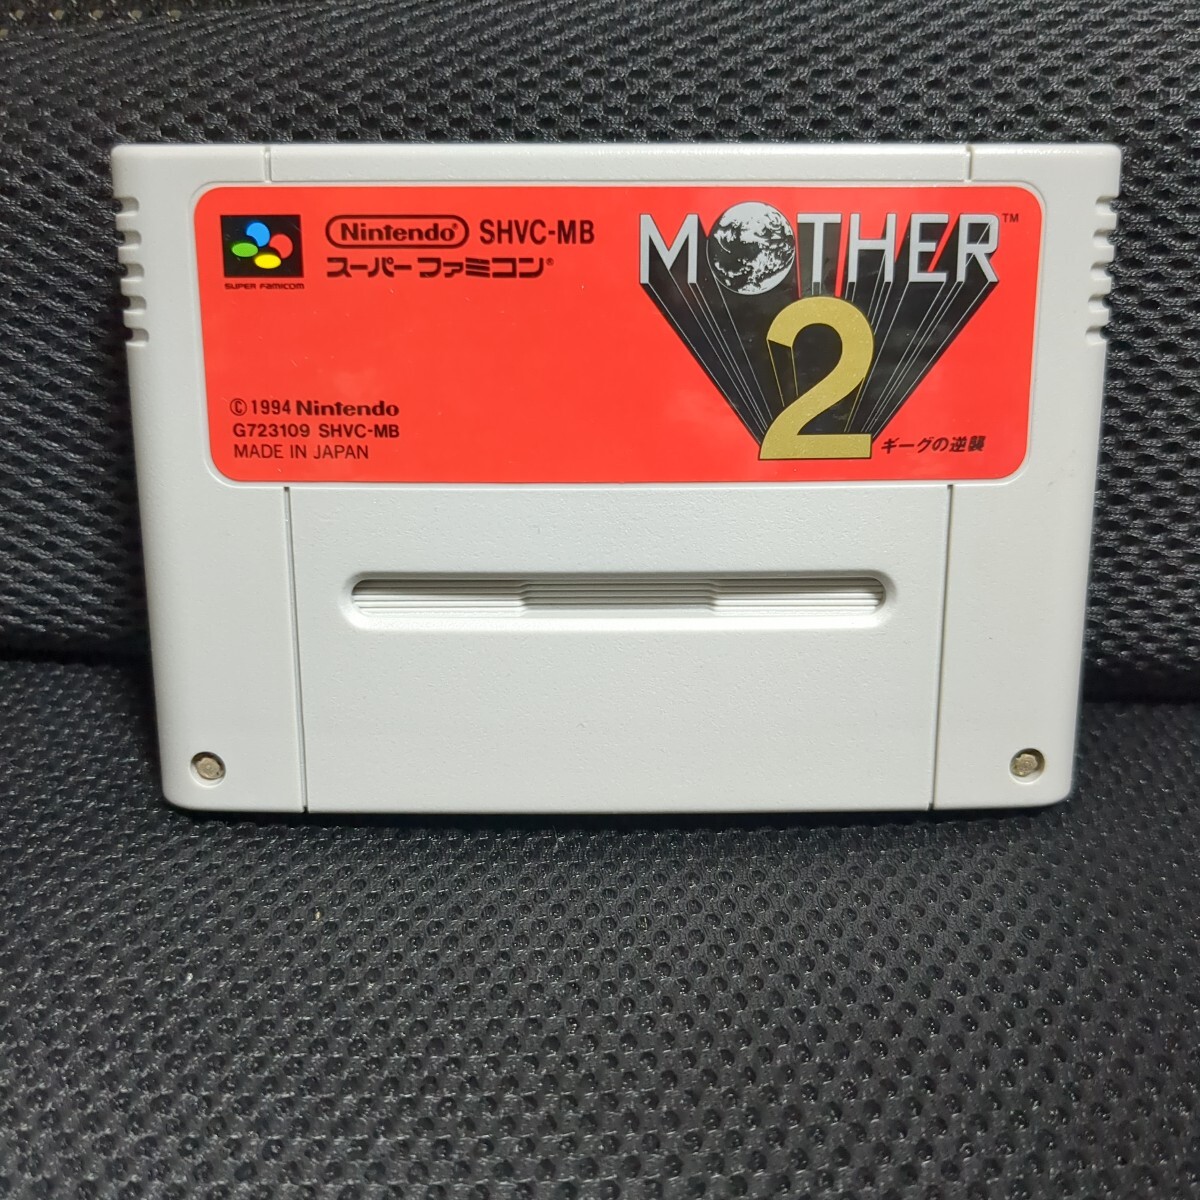 SUPER FAMICOM
Nintendo SHVC-MB
スーパーファミコン®
MOTHER™
2
ギーグの逆襲
©1994 Nintendo
G723109 SHVC-MB
MADE IN JAPAN